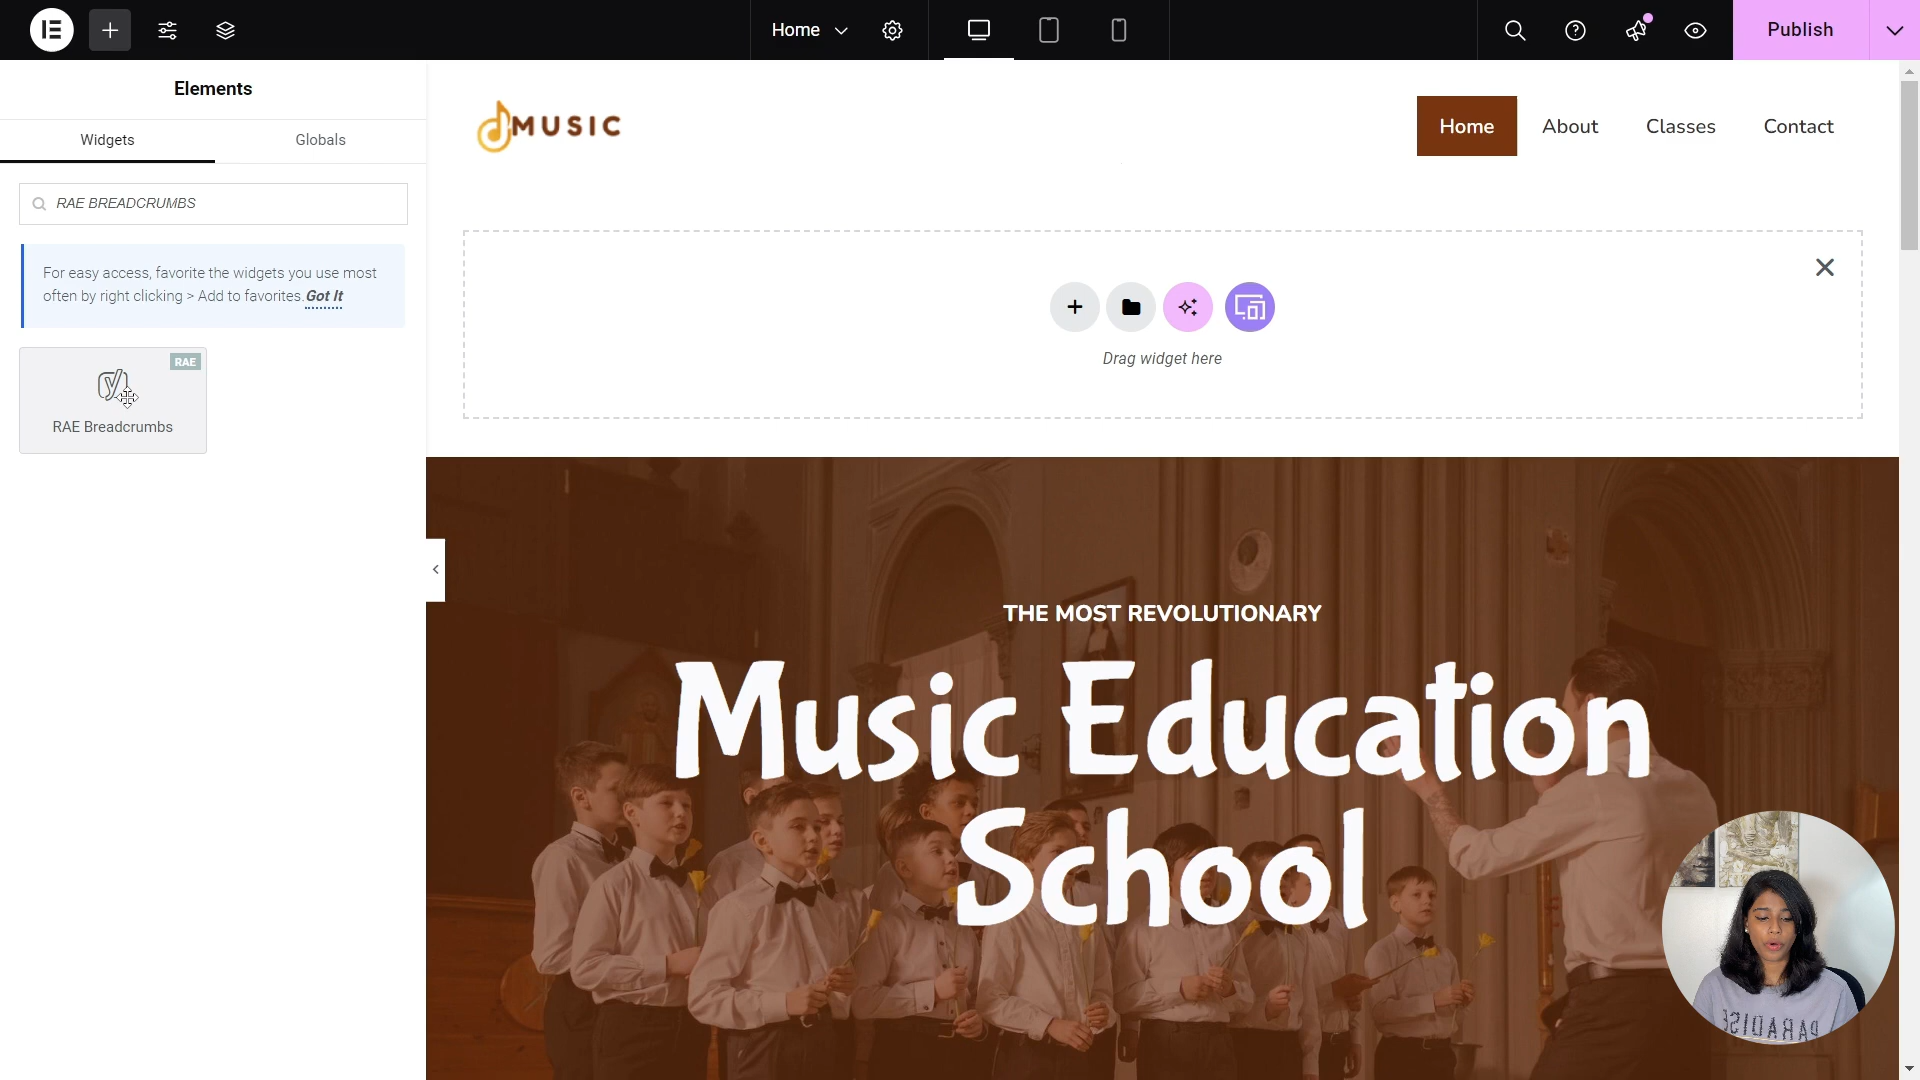 Home
Publish
Elements
Widgets
Globals
RAE BREADCRUMBS
For easy access, favorite the widgets you use most
often by right clicking > Add to favorites. Got It
RAE
RAE Breadcrumbs
MUSIC
Home
About
Classes
Contact
Drag widget here
THE MOST REVOLUTIONARY
Music Education
School
PARADISE